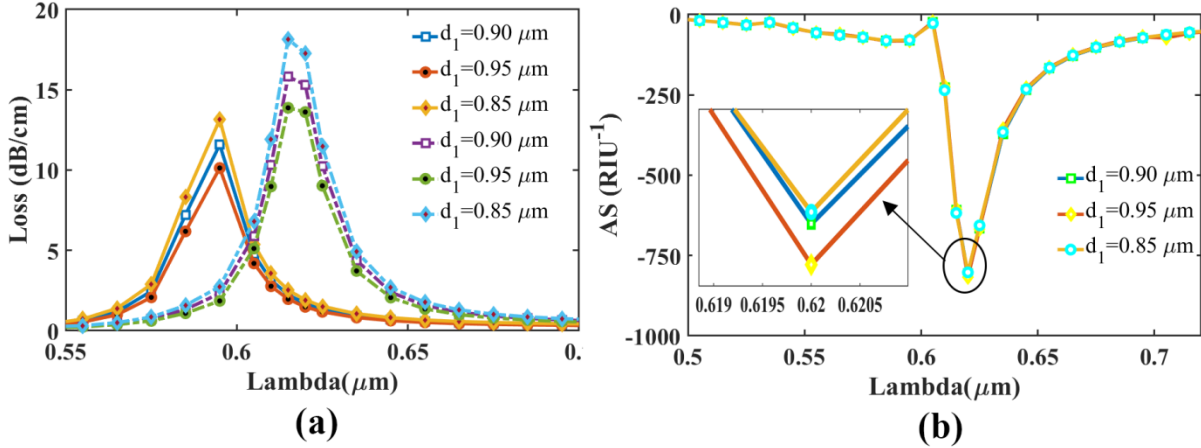 20
15
10
5
0
Loss (dB/cm)
d1=0.90 μm
d1=0.95 μm
d1=0.85 μm
d1=0.90 μm
d1=0.95 μm
d1=0.85 μm
0.55 0.6 0.65 0.
Lambda(μm)
(a)
0
-250
-500
-750
-1000
AS (RIU-1)
0.619 0.6195 0.62 0.6205
d1=0.90 μm
d1=0.95 μm
d1=0.85 μm
0.5 0.55 0.6 0.65 0.7
Lambda(μm)
(b)